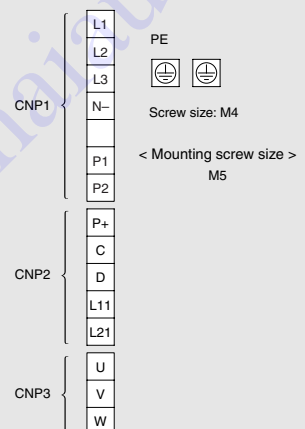 L1
L2
L3
N–
P1
P2
CNP1
P+
C
D
L11
L21
CNP2
U
V
W
CNP3
PE
Screw size: M4
< Mounting screw size >
M5